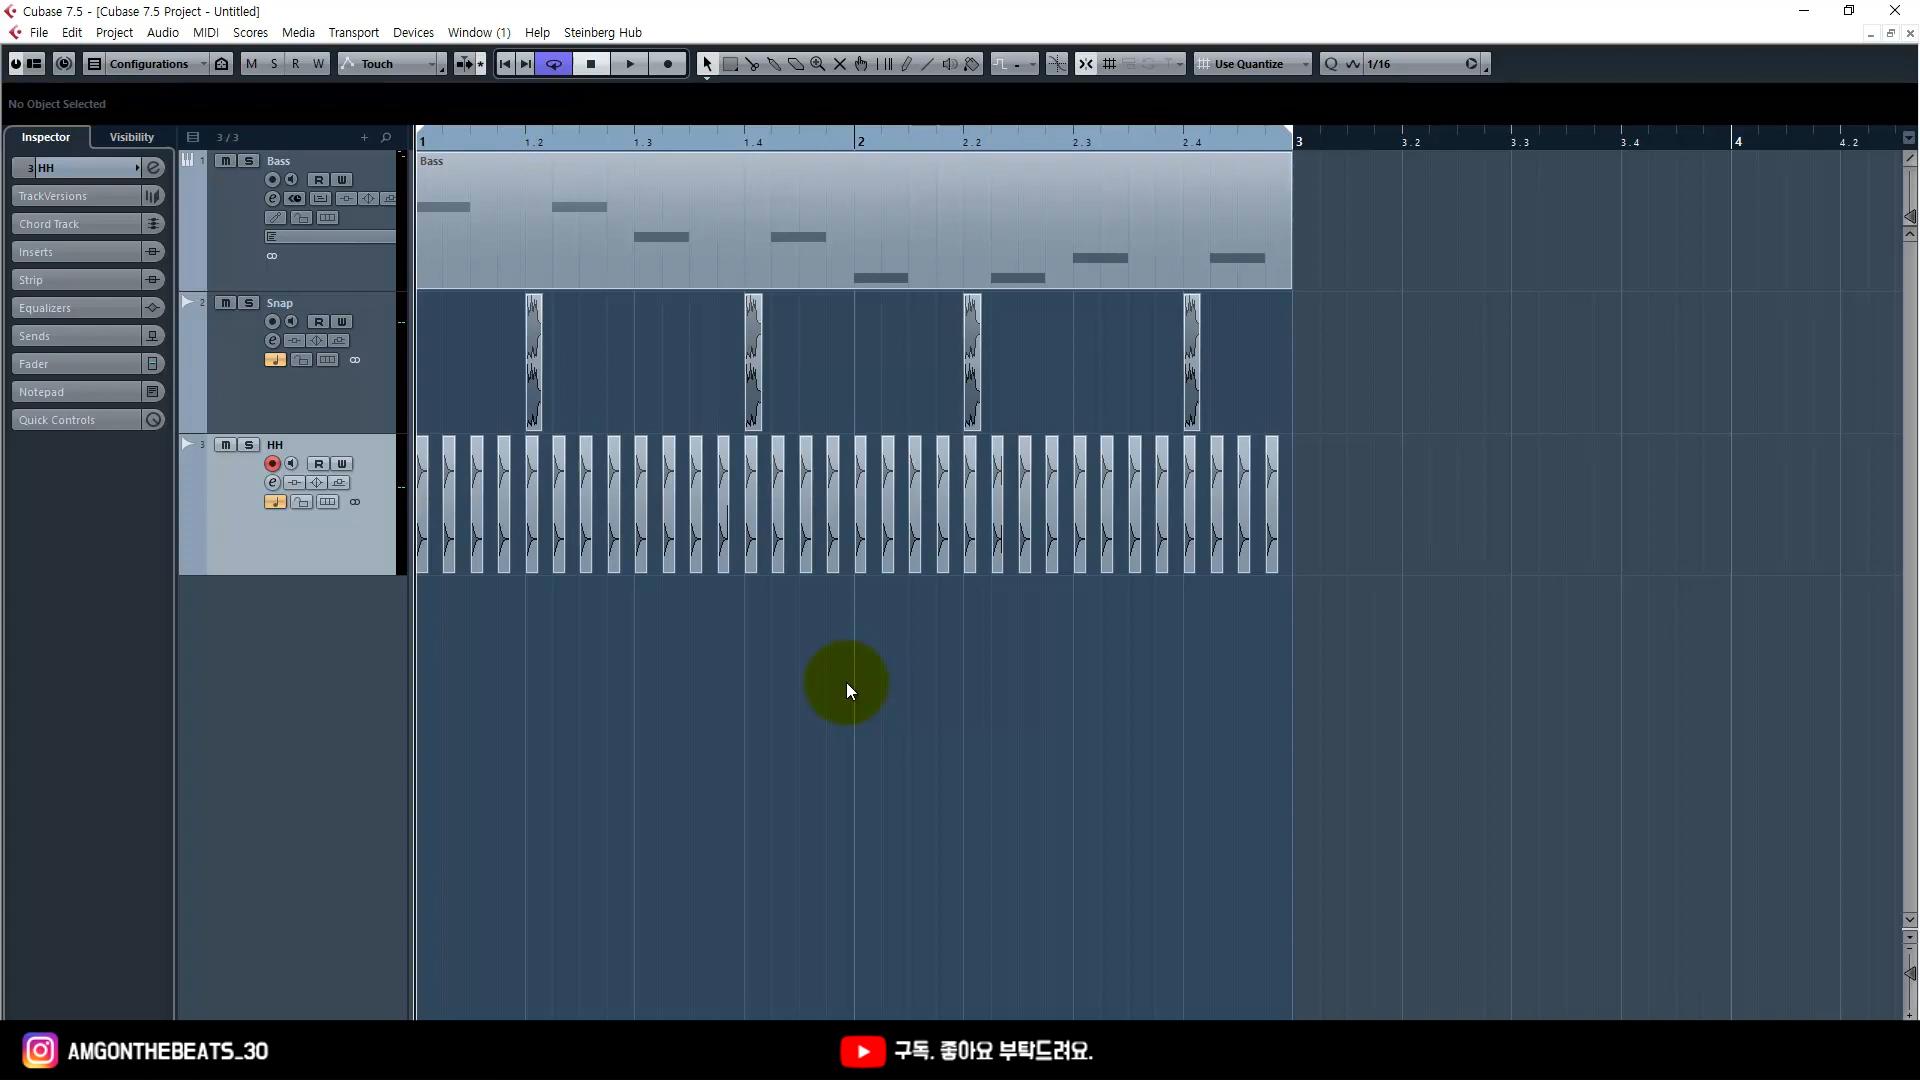 Cubase 7.5 - [Cubase 7.5 Project - Untitled]
File Edit Project Audio MIDI Scores Media Transport Devices Window (1) Help Steinberg Hub
Configurations M S R W Touch Use Quantize Q 1/16
No Object Selected
Inspector Visibility 3 / 3
1 1.2 1.3 1.4 2 2.2 2.3 2.4 3 3.2 3.3 3.4 4 4.2
3 HH
TrackVersions
Chord Track
Inserts
Strip
Equalizers
Sends
Fader
Notepad
Quick Controls
1 m S Bass
R W
e
Bass
2 m S Snap
R W
e
3 m S HH
R W
e
AMGONTHEBEATS_30
구독. 좋아요 부탁드려요.